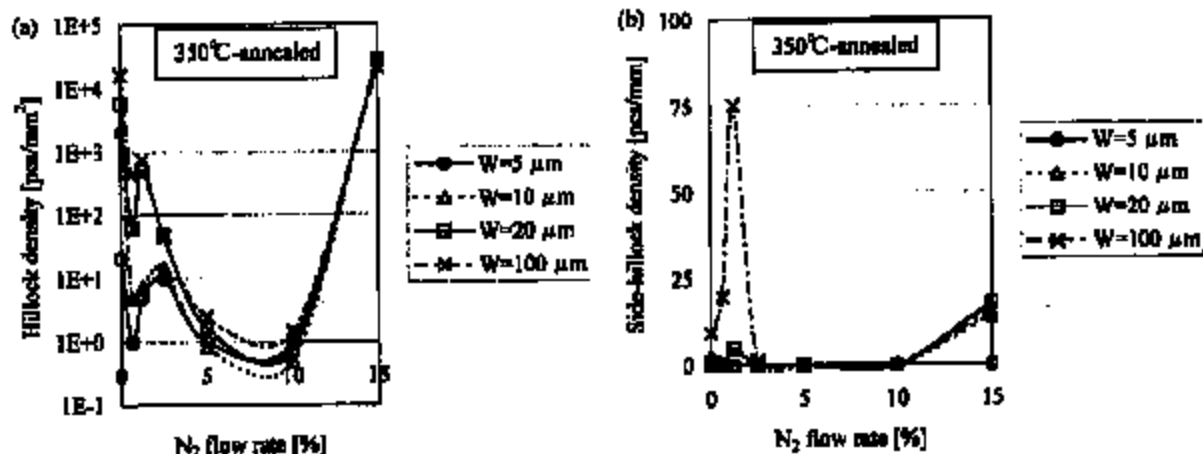 (a)
350°C-annealed
1E+5
1E+4
1E+3
1E+2
1E+1
1E+0
1E-1
Hillock density [pcs/mm²]
5
10
15
N₂ flow rate [%]
W=5 µm
W=10 µm
W=20 µm
W=100 µm
(b)
350°C-annealed
100
75
50
25
0
Side-hillock density [pcs/mm]
0
5
10
15
N₂ flow rate [%]
W=5 µm
W=10 µm
W=20 µm
W=100 µm